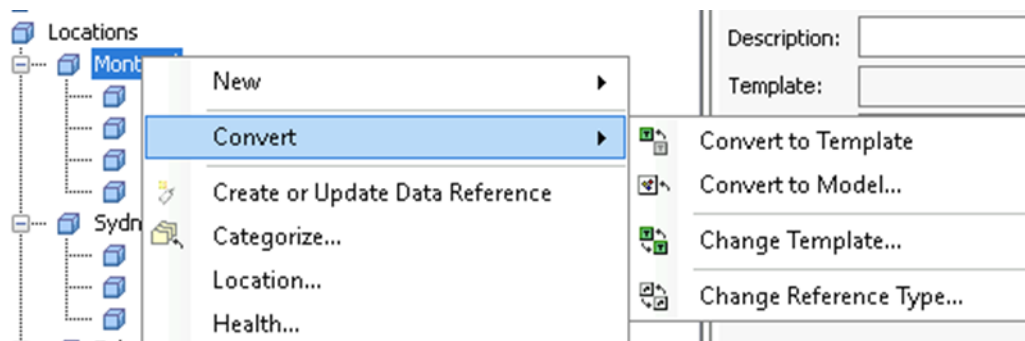 Locations
Description:
Template:
New
Convert
Create or Update Data Reference
Categorize...
Location...
Health...
Convert to Template
Convert to Model...
Change Template...
Change Reference Type...